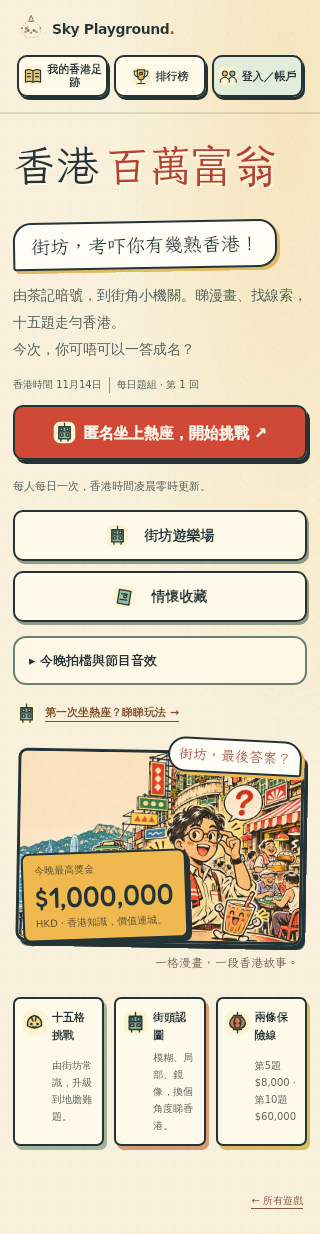 Sky Playground.
我的香港足
跡
排行榜
登入／帳戶
香港 百萬富翁
街坊，考吓你有幾熟香港！
由茶記暗號，到街角小機關。睇漫畫、找線索，
十五題走勻香港。
今次，你可唔可以一答成名？
香港時間 11月14日 每日題組 · 第 1 回
匿名坐上熱座，開始挑戰 ↗
每人每日一次，香港時間凌晨零時更新。
街坊遊樂場
情懷收藏
▸ 今晚拍檔與節目音效
第一次坐熱座？睇睇玩法 →
街坊，最後答案？
?
今晚最高獎金
$1,000,000
HKD · 香港知識，價值連城。
一格漫畫，一段香港故事。
十五格
挑戰
由街坊常
識，升級
到地膽難
題。
街頭認
圖
模糊、局
部、鏡
像，換個
角度睇香
港。
兩條保
險線
第5題
$8,000 ·
第10題
$60,000
← 所有遊戲